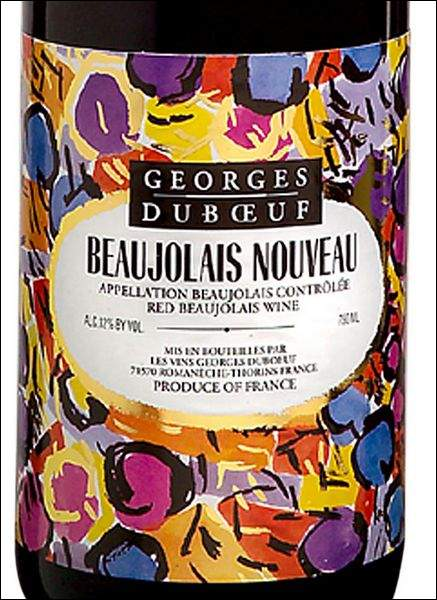 GEORGES
DUBŒUF
BEAUJOLAIS NOUVEAU
APPELLATION BEAUJOLAIS CONTRÔLÉE
RED BEAUJOLAIS WINE
ALC.12% BY VOL. 750 ML
MIS EN BOUTEILLES PAR
LES VINS GEORGES DUBŒUF
71570 ROMANÈCHE-THORINS FRANCE
PRODUCE OF FRANCE